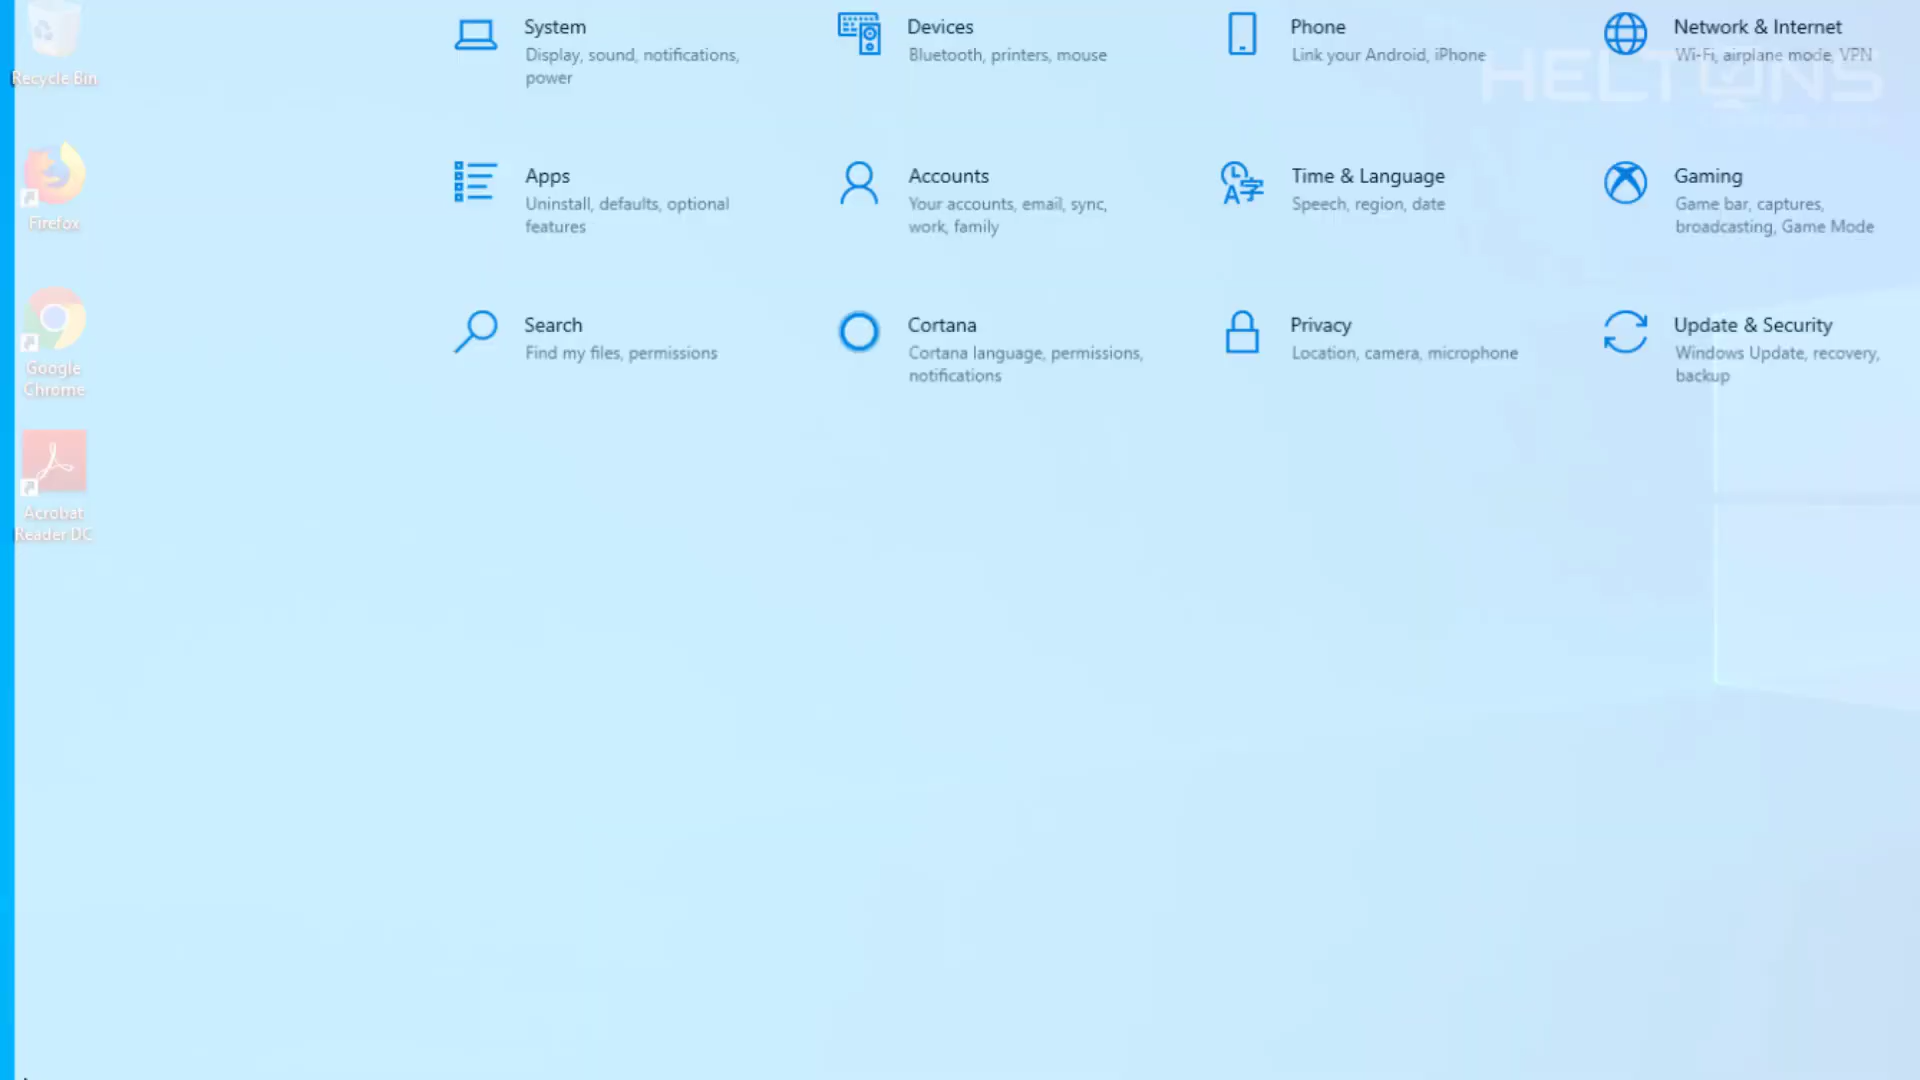 System
Display, sound, notifications,
power
Devices
Bluetooth, printers, mouse
Phone
Link your Android, iPhone
Network & Internet
Wi-Fi, airplane mode, VPN
HELTONS
Recycle Bin
Apps
Uninstall, defaults, optional
features
Accounts
Your accounts, email, sync,
work, family
Time & Language
Speech, region, date
Gaming
Game bar, captures,
broadcasting, Game Mode
Firefox
Search
Find my files, permissions
Cortana
Cortana language, permissions,
notifications
Privacy
Location, camera, microphone
Update & Security
Windows Update, recovery,
backup
Google
Chrome
Acrobat
Reader DC